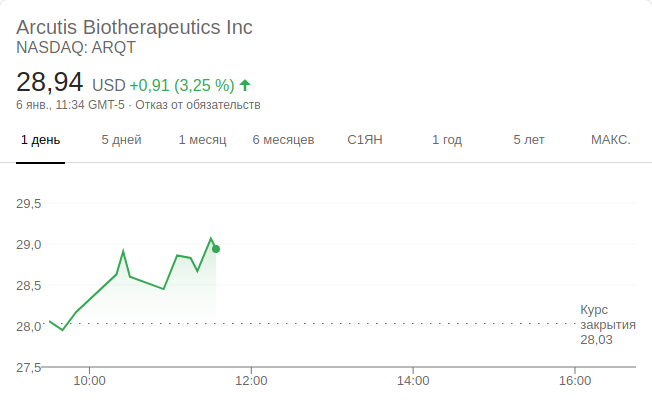 Arcutis Biotherapeutics Inc
NASDAQ: ARQT
28,94 USD +0,91 (3,25 %)
6 янв., 11:34 GMT-5 · Отказ от обязательств
1 день 5 дней 1 месяц 6 месяцев С1ЯН 1 год 5 лет МАКС.
29,5
29,0
28,5
28,0
27,5
Курс
закрытия
28,03
10:00 12:00 14:00 16:00